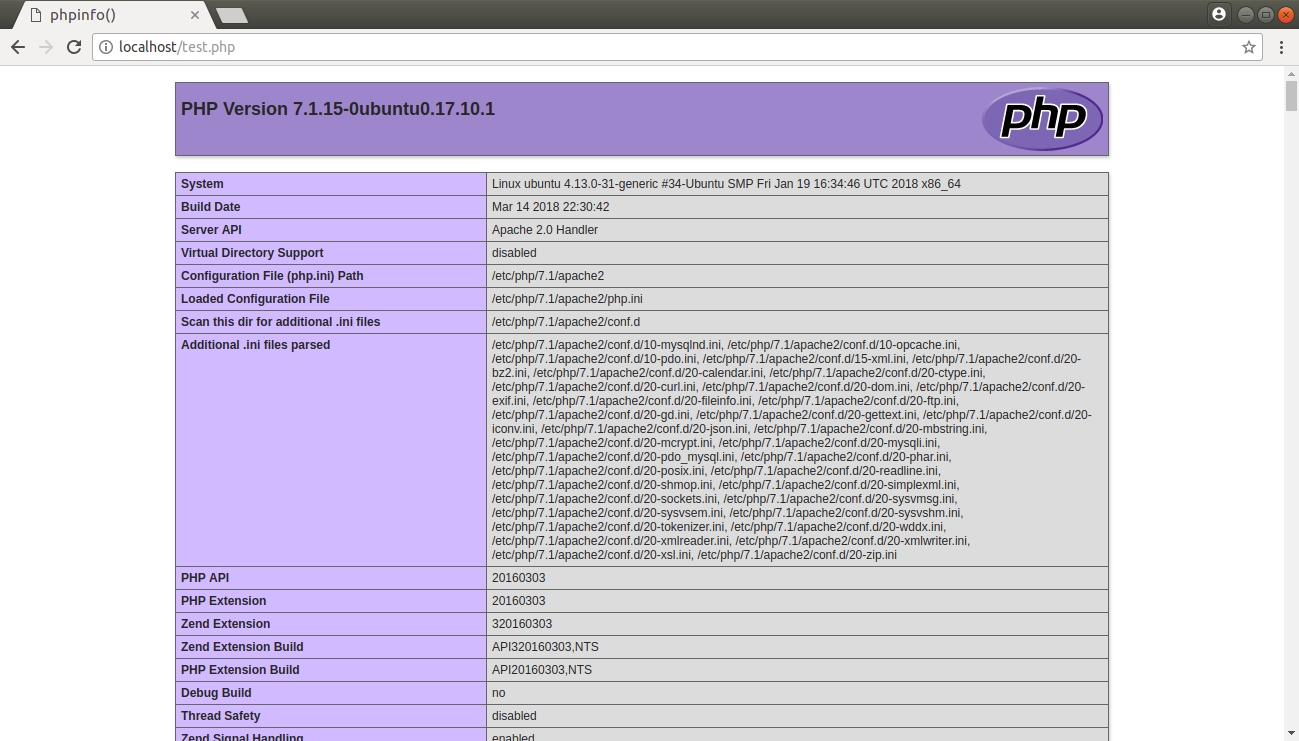 phpinfo()
localhost/test.php
PHP Version 7.1.15-0ubuntu0.17.10.1
php
System Linux ubuntu 4.13.0-31-generic #34-Ubuntu SMP Fri Jan 19 16:34:46 UTC 2018 x86_64
Build Date Mar 14 2018 22:30:42
Server API Apache 2.0 Handler
Virtual Directory Support disabled
Configuration File (php.ini) Path /etc/php/7.1/apache2
Loaded Configuration File /etc/php/7.1/apache2/php.ini
Scan this dir for additional .ini files /etc/php/7.1/apache2/conf.d
Additional .ini files parsed /etc/php/7.1/apache2/conf.d/10-mysqlnd.ini, /etc/php/7.1/apache2/conf.d/10-opcache.ini,
/etc/php/7.1/apache2/conf.d/10-pdo.ini, /etc/php/7.1/apache2/conf.d/15-xml.ini, /etc/php/7.1/apache2/conf.d/20-
bz2.ini, /etc/php/7.1/apache2/conf.d/20-calendar.ini, /etc/php/7.1/apache2/conf.d/20-ctype.ini,
/etc/php/7.1/apache2/conf.d/20-curl.ini, /etc/php/7.1/apache2/conf.d/20-dom.ini, /etc/php/7.1/apache2/conf.d/20-
exif.ini, /etc/php/7.1/apache2/conf.d/20-fileinfo.ini, /etc/php/7.1/apache2/conf.d/20-ftp.ini,
/etc/php/7.1/apache2/conf.d/20-gd.ini, /etc/php/7.1/apache2/conf.d/20-gettext.ini, /etc/php/7.1/apache2/conf.d/20-
iconv.ini, /etc/php/7.1/apache2/conf.d/20-json.ini, /etc/php/7.1/apache2/conf.d/20-mbstring.ini,
/etc/php/7.1/apache2/conf.d/20-mcrypt.ini, /etc/php/7.1/apache2/conf.d/20-mysqli.ini,
/etc/php/7.1/apache2/conf.d/20-pdo_mysql.ini, /etc/php/7.1/apache2/conf.d/20-phar.ini,
/etc/php/7.1/apache2/conf.d/20-posix.ini, /etc/php/7.1/apache2/conf.d/20-readline.ini,
/etc/php/7.1/apache2/conf.d/20-shmop.ini, /etc/php/7.1/apache2/conf.d/20-simplexml.ini,
/etc/php/7.1/apache2/conf.d/20-sockets.ini, /etc/php/7.1/apache2/conf.d/20-sysvmsg.ini,
/etc/php/7.1/apache2/conf.d/20-sysvsem.ini, /etc/php/7.1/apache2/conf.d/20-sysvshm.ini,
/etc/php/7.1/apache2/conf.d/20-tokenizer.ini, /etc/php/7.1/apache2/conf.d/20-wddx.ini,
/etc/php/7.1/apache2/conf.d/20-xmlreader.ini, /etc/php/7.1/apache2/conf.d/20-xmlwriter.ini,
/etc/php/7.1/apache2/conf.d/20-xsl.ini, /etc/php/7.1/apache2/conf.d/20-zip.ini
PHP API 20160303
PHP Extension 20160303
Zend Extension 320160303
Zend Extension Build API320160303,NTS
PHP Extension Build API20160303,NTS
Debug Build no
Thread Safety disabled
Zend Signal Handling enabled